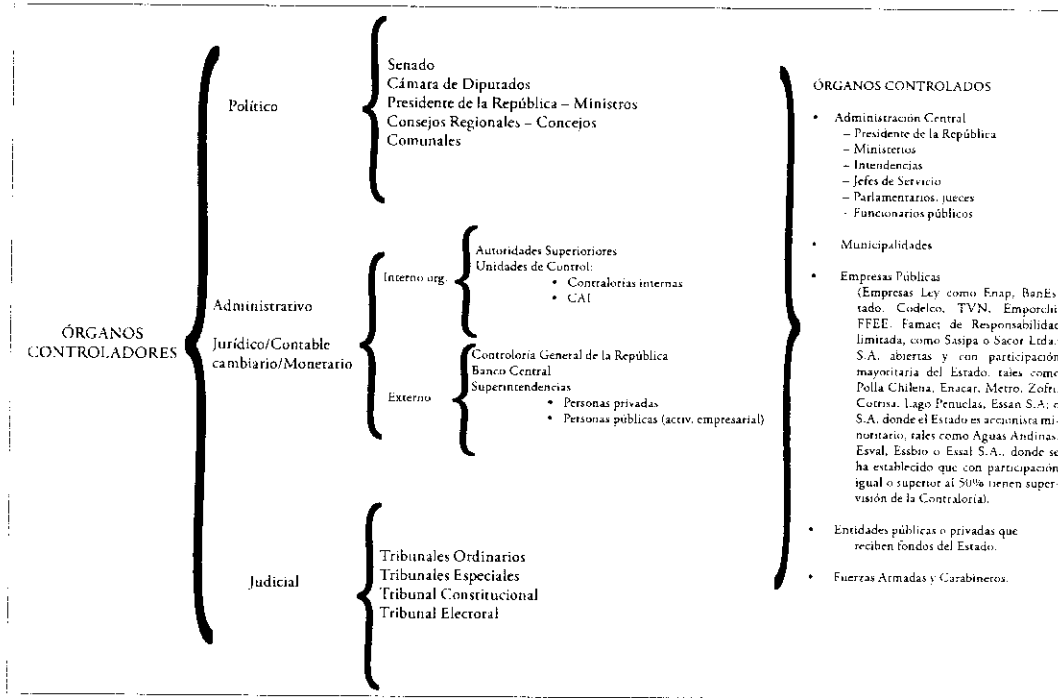 ÓRGANOS
CONTROLADORES
Político
Senado
Cámara de Diputados
Presidente de la República – Ministros
Consejos Regionales – Concejos
Comunales
Administrativo
Jurídico/Contable
cambiario/Monetario
Interno org.
Autoridades Superioriores
Unidades de Control:
• Contralorías internas
• CAI
Externo
Controloría General de la República
Banco Central
Superintendencias
• Personas privadas
• Personas públicas (activ. empresarial)
Judicial
Tribunales Ordinarios
Tribunales Especiales
Tribunal Constitucional
Tribunal Electoral
ÓRGANOS CONTROLADOS
• Administración Central
– Presidente de la República
– Ministerios
– Intendencias
– Jefes de Servicio
– Parlamentarios, jueces
- Funcionarios públicos
• Municipalidades
• Empresas Públicas
(Empresas Ley como Enap, BanEs-
tado, Codelco, TVN, Emporchi
FFEE. Famaet de Responsabilidad
limitada, como Sasipa o Sacor Ltda.
S.A. abiertas y con participación
mayoritaria del Estado, tales como
Polla Chilena, Enacar, Metro, Zofri,
Cotrisa, Lago Peñuelas, Essan S.A; o
S.A. donde el Estado es accionista mi-
noritario, tales como Aguas Andinas,
Esval, Essbio o Essal S.A., donde se
ha establecido que con participación
igual o superior al 50% tienen super-
visión de la Contraloría).
• Entidades públicas o privadas que
reciben fondos del Estado.
• Fuerzas Armadas y Carabineros.